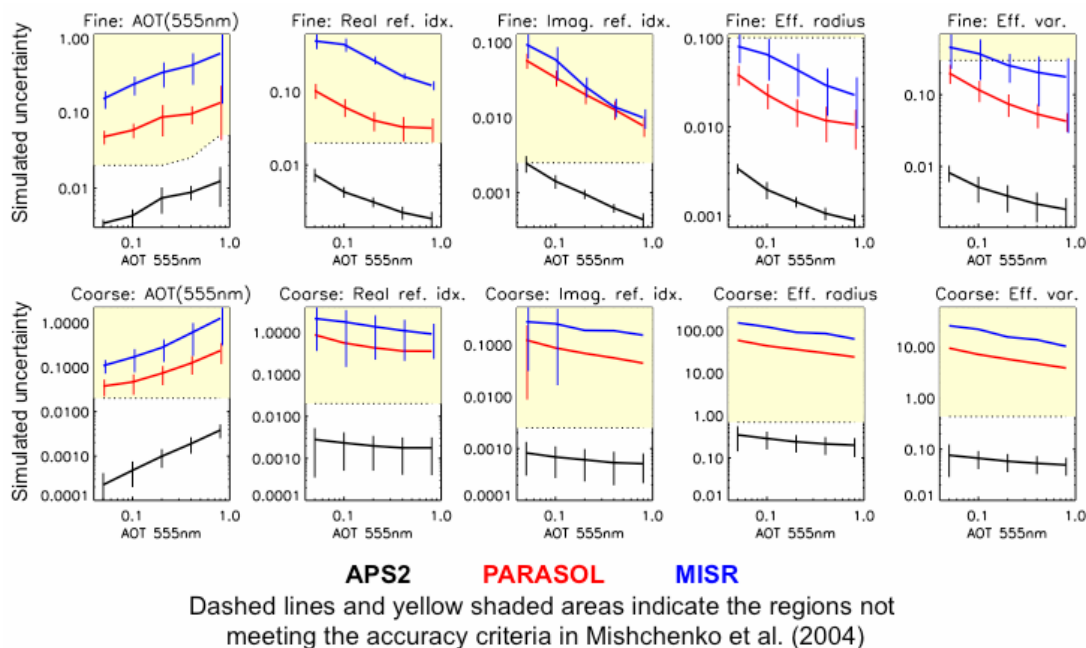 Fine: AOT(555nm) Fine: Real ref. idx. Fine: Imag. ref. idx. Fine: Eff. radius Fine: Eff. var.
Simulated uncertainty
1.00 0.10 0.01
0.10 0.01
0.100 0.010 0.001
0.100 0.010 0.001
0.10 0.01
0.1 1.0 0.1 1.0 0.1 1.0 0.1 1.0 0.1 1.0
AOT 555nm AOT 555nm AOT 555nm AOT 555nm AOT 555nm
Coarse: AOT(555nm) Coarse: Real ref. idx. Coarse: Imag. ref. idx. Coarse: Eff. radius Coarse: Eff. var.
Simulated uncertainty
1.0000 0.1000 0.0100 0.0010 0.0001
1.0000 0.1000 0.0100 0.0010 0.0001
0.1000 0.0100 0.0010 0.0001
100.00 10.00 1.00 0.10 0.01
10.00 1.00 0.10 0.01
0.1 1.0 0.1 1.0 0.1 1.0 0.1 1.0 0.1 1.0
AOT 555nm AOT 555nm AOT 555nm AOT 555nm AOT 555nm
APS2 PARASOL MISR
Dashed lines and yellow shaded areas indicate the regions not
meeting the accuracy criteria in Mishchenko et al. (2004)